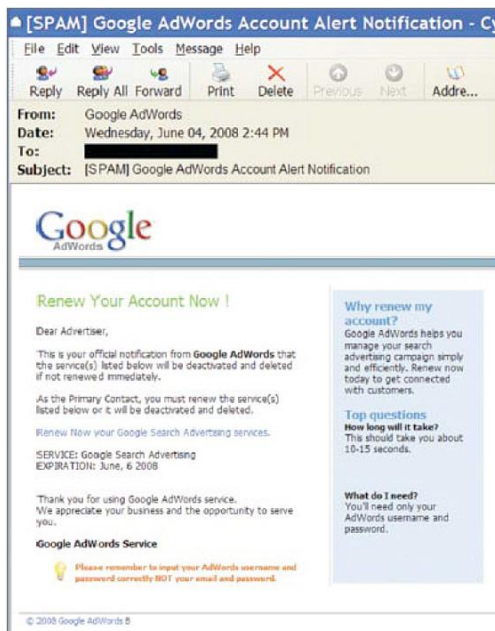 [SPAM] Google AdWords Account Alert Notification - Cy
File Edit View Tools Message Help
Reply Reply All Forward Print Delete Previous Next Addre...
From: Google AdWords
Date: Wednesday, June 04, 2008 2:44 PM
To:
Subject: [SPAM] Google AdWords Account Alert Notification
Google
AdWords
Renew Your Account Now !
Dear Advertiser,
This is your official notification from Google AdWords that
the service(s) listed below will be deactivated and deleted
if not renewed immediately.
As the Primary Contact, you must renew the service(s)
listed below or it will be deactivated and deleted.
Renew Now your Google Search Advertising services.
SERVICE: Google Search Advertising
EXPIRATION: June, 6 2008
Thank you for using Google AdWords service.
We appreciate your business and the opportunity to serve
you.
Google AdWords Service
Please remember to input your AdWords username and
password correctly NOT your email and password.
Why renew my
account?
Google AdWords helps you
manage your search
advertising campaign simply
and efficiently. Renew now
today to get connected
with customers.
Top questions
How long will it take?
This should take you about
10-15 seconds.
What do I need?
You'll need only your
AdWords username and
password.
© 2008 Google AdWords B